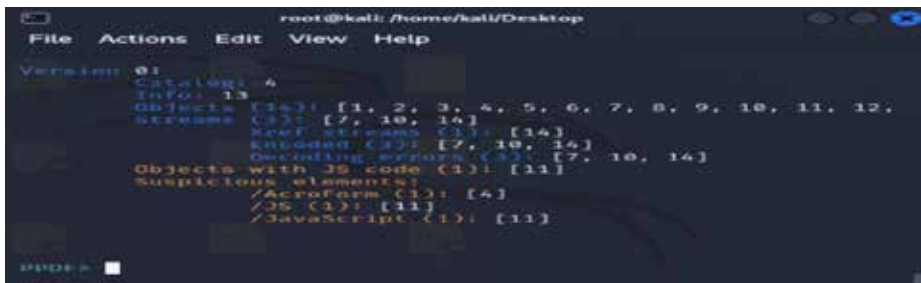 root@kali: /home/kali/Desktop
File Actions Edit View Help
Version 0:
Catalog: 4
Info: 13
Objects (14): [1, 2, 3, 4, 5, 6, 7, 8, 9, 10, 11, 12,
Streams (3): [7, 10, 14]
Xref streams (1): [14]
Encoded (3): [7, 10, 14]
Decoding errors (3): [7, 10, 14]
Objects with JS code (1): [11]
Suspicious elements:
/AcroForm (1): [4]
/JS (1): [11]
/JavaScript (1): [11]
PPDF>